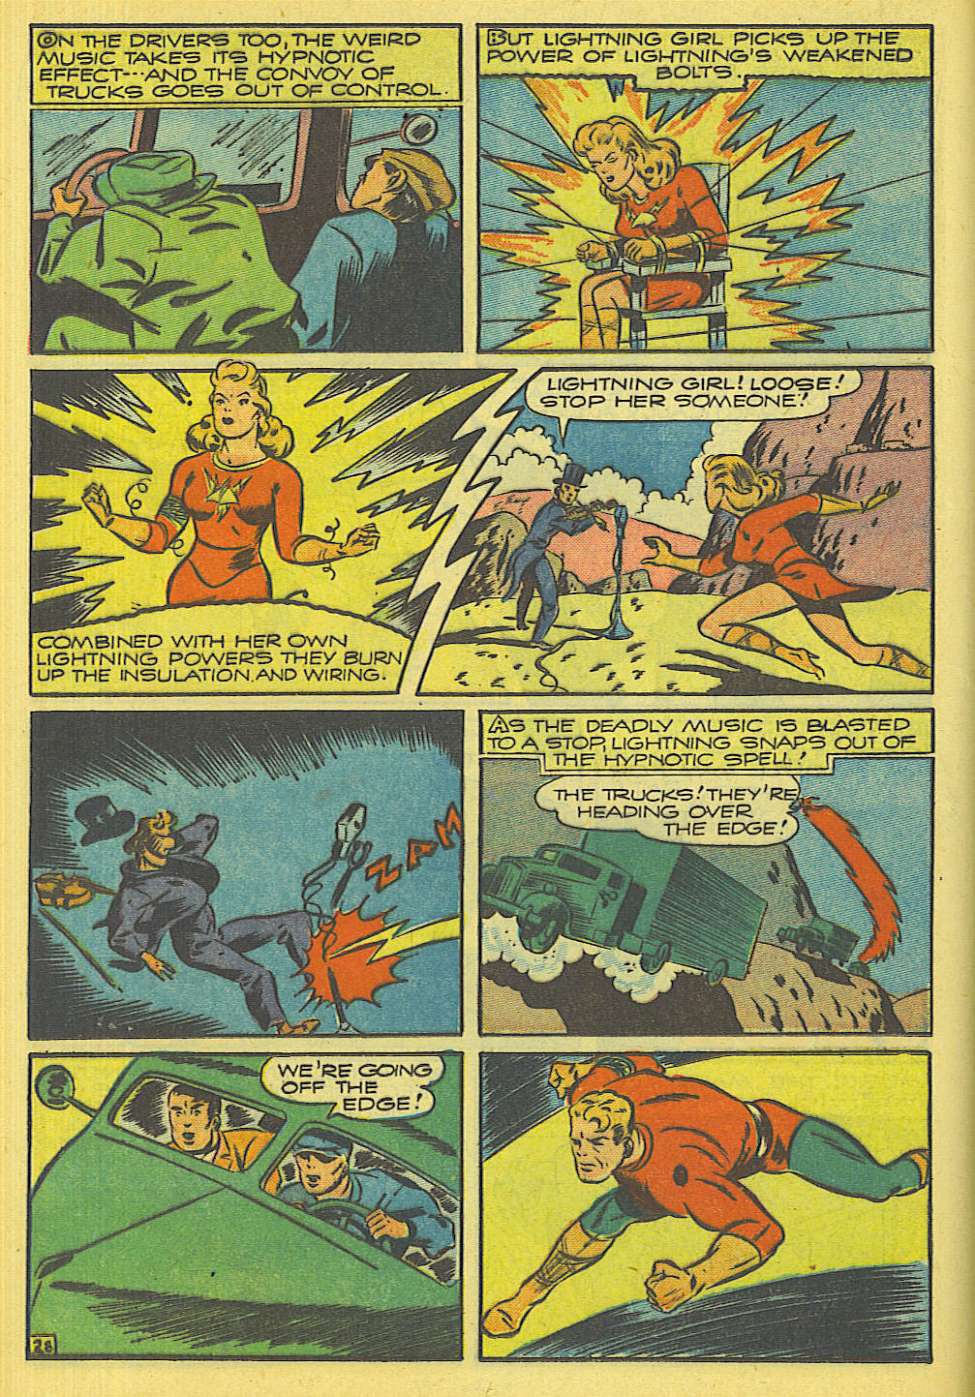 ON THE DRIVERS TOO, THE WEIRD
MUSIC TAKES ITS HYPNOTIC
EFFECT---AND THE CONVOY OF
TRUCKS GOES OUT OF CONTROL.
BUT LIGHTNING GIRL PICKS UP THE
POWER OF LIGHTNING'S WEAKENED
BOLTS.
COMBINED WITH HER OWN
LIGHTNING POWERS THEY BURN
UP THE INSULATION AND WIRING.
LIGHTNING GIRL! LOOSE!
STOP HER SOMEONE!
ZAM
AS THE DEADLY MUSIC IS BLASTED
TO A STOP, LIGHTNING SNAPS OUT OF
THE HYPNOTIC SPELL!
THE TRUCKS! THEY'RE
HEADING OVER
THE EDGE!
WE'RE GOING
OFF THE
EDGE!
28